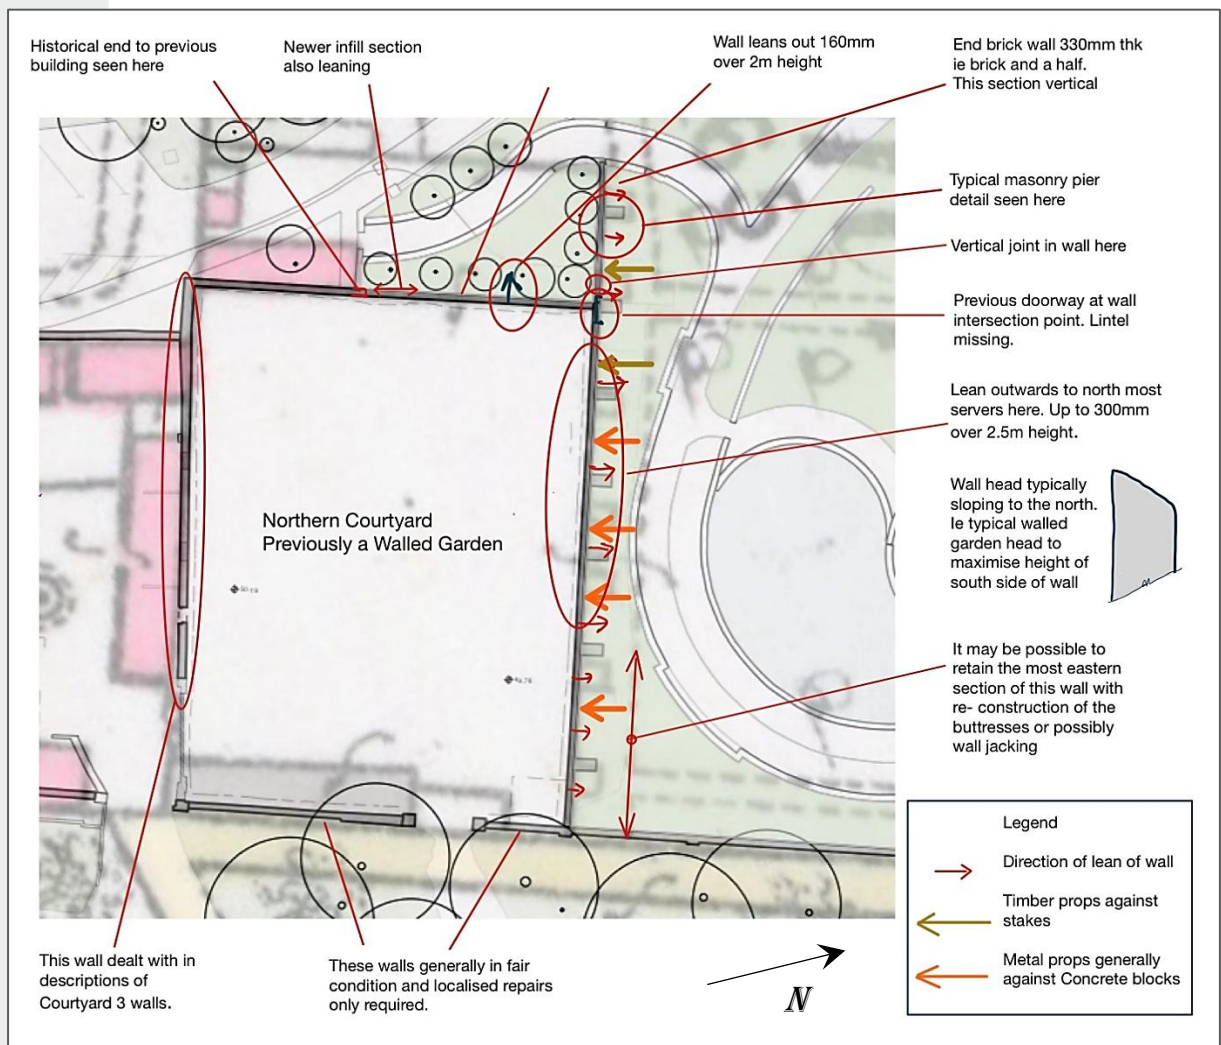 Historical end to previous
building seen here
Newer infill section
also leaning
Wall leans out 160mm
over 2m height
End brick wall 330mm thk
ie brick and a half.
This section vertical
Typical masonry pier
detail seen here
Vertical joint in wall here
Previous doorway at wall
intersection point. Lintel
missing.
Lean outwards to north most
servers here. Up to 300mm
over 2.5m height.
Wall head typically
sloping to the north.
Ie typical walled
garden head to
maximise height of
south side of wall
Northern Courtyard
Previously a Walled Garden
It may be possible to
retain the most eastern
section of this wall with
re- construction of the
buttresses or possibly
wall jacking
Legend
Direction of lean of wall
Timber props against
stakes
Metal props generally
against Concrete blocks
This wall dealt with in
descriptions of
Courtyard 3 walls.
These walls generally in fair
condition and localised repairs
only required.
N